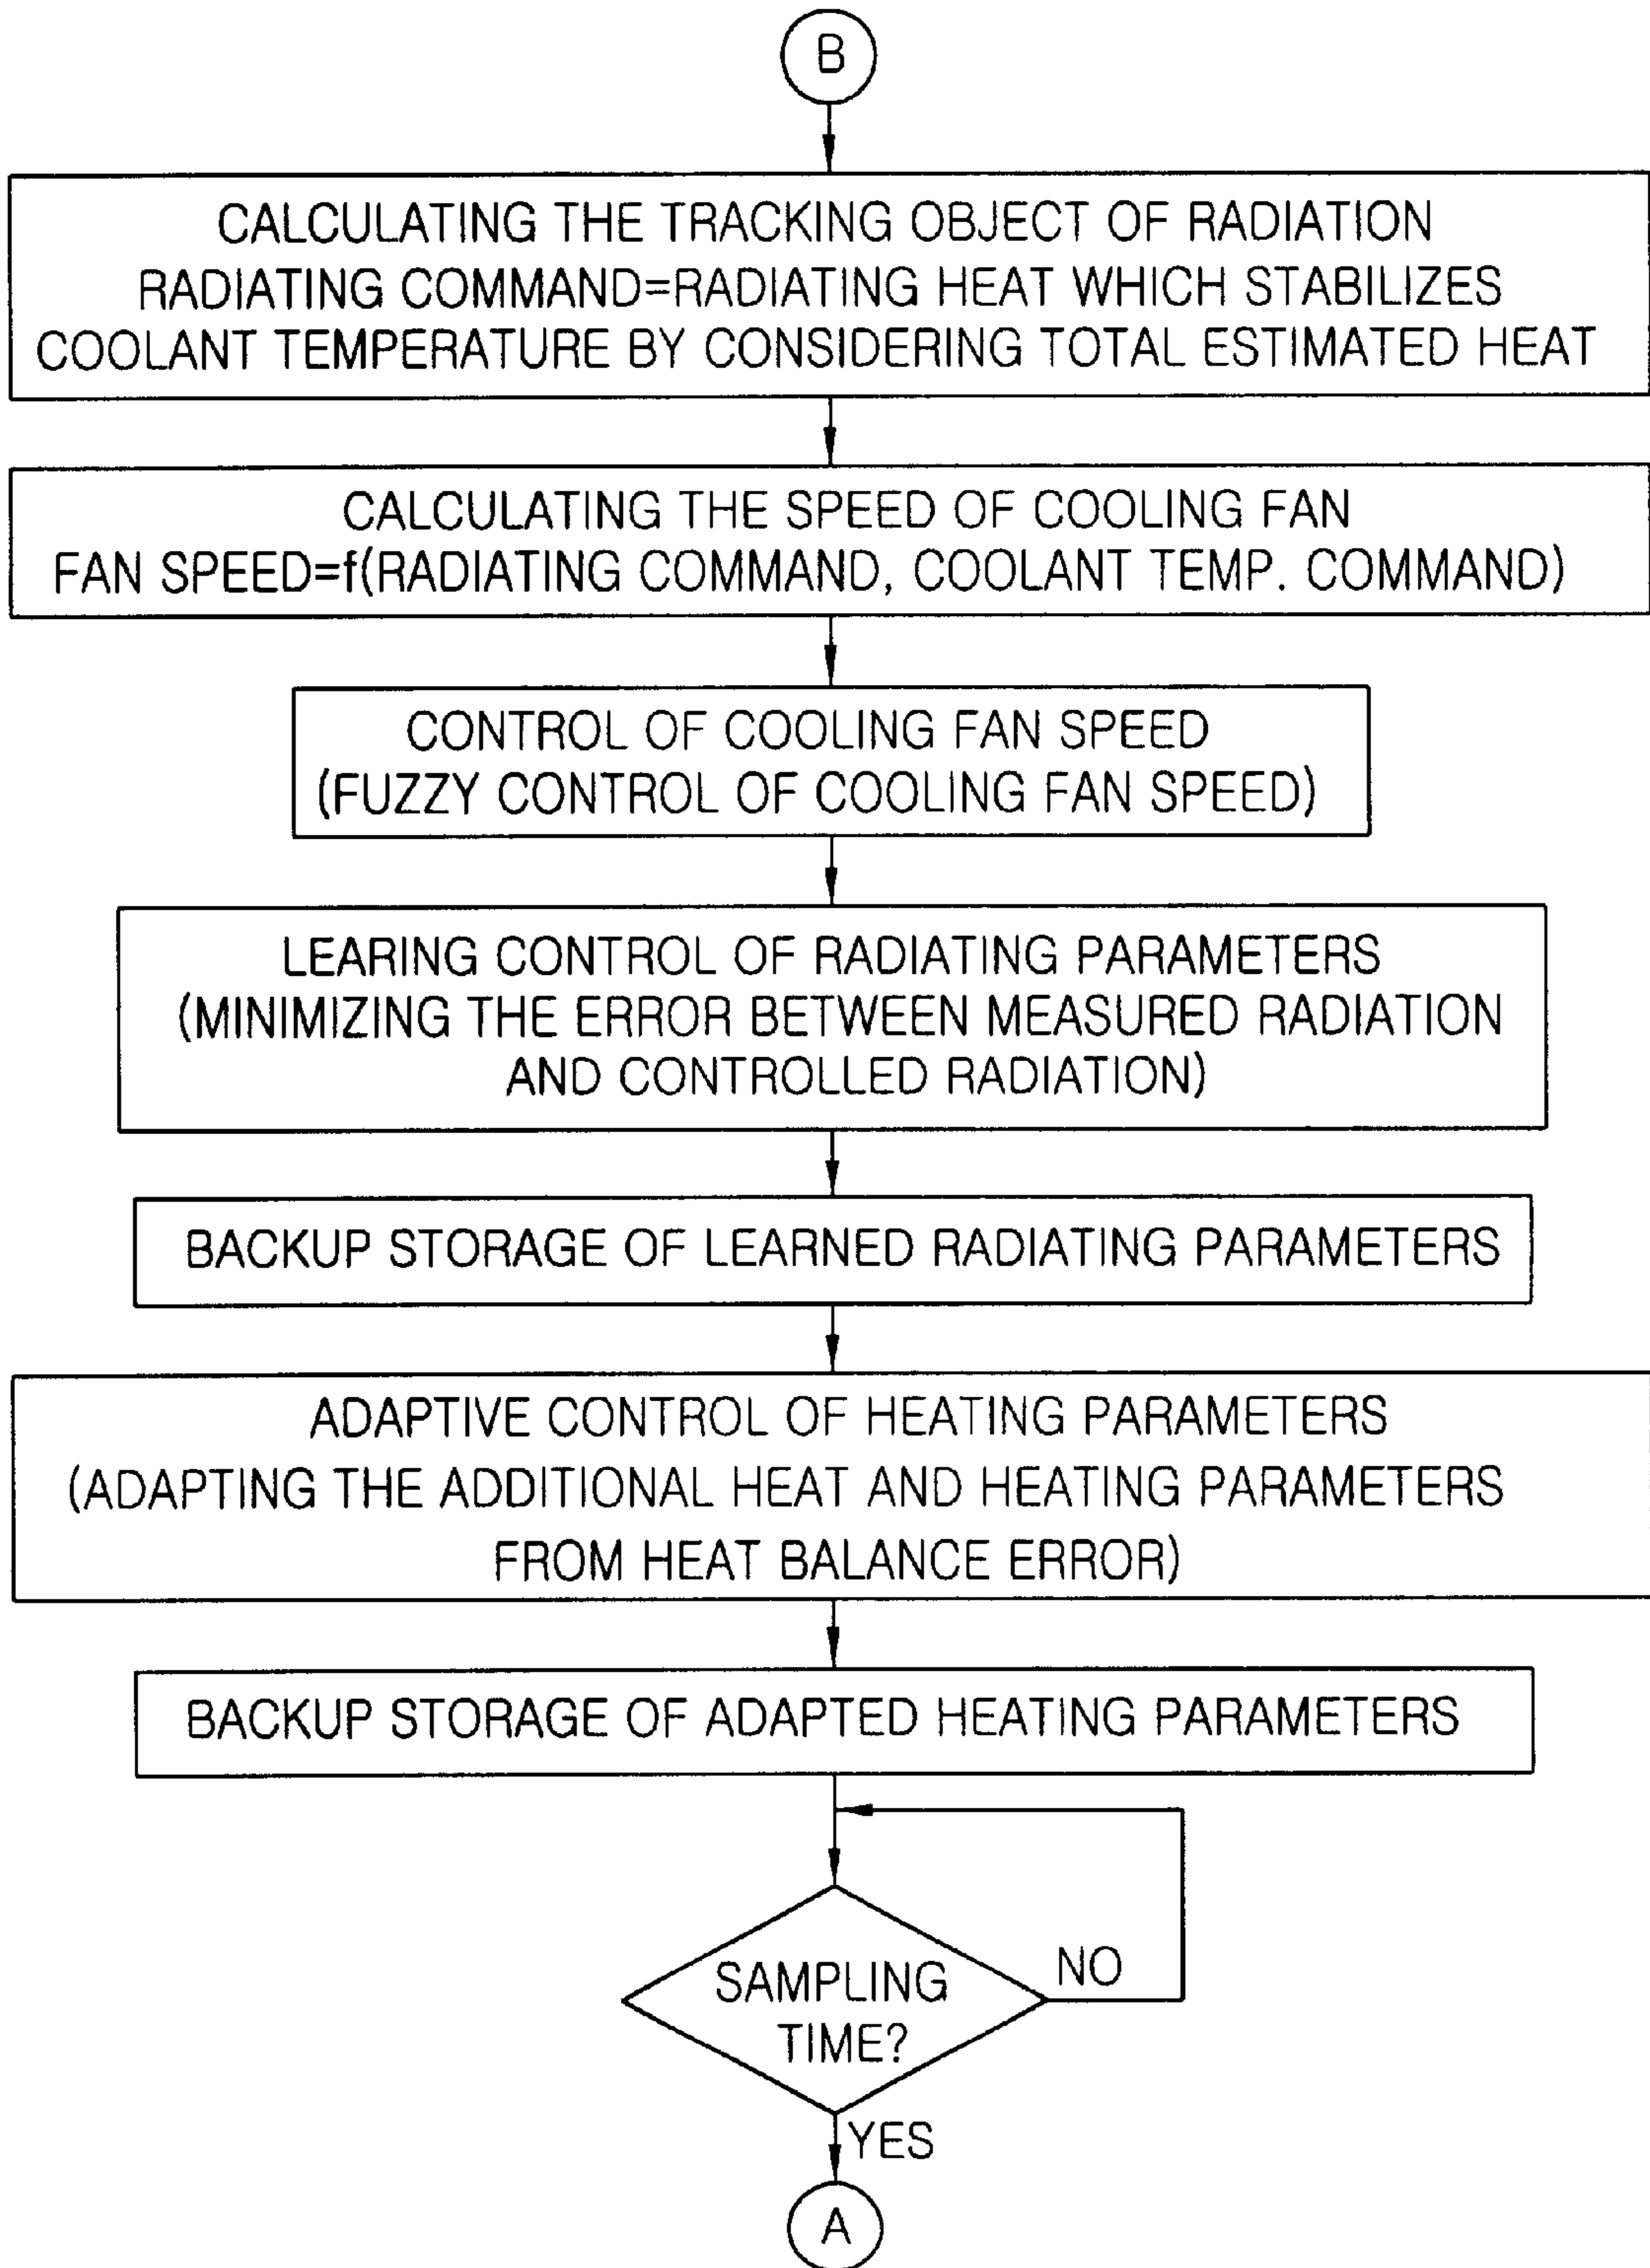 B
CALCULATING THE TRACKING OBJECT OF RADIATION
RADIATING COMMAND=RADIATING HEAT WHICH STABILIZES
COOLANT TEMPERATURE BY CONSIDERING TOTAL ESTIMATED HEAT
CALCULATING THE SPEED OF COOLING FAN
FAN SPEED=f(RADIATING COMMAND, COOLANT TEMP. COMMAND)
CONTROL OF COOLING FAN SPEED
(FUZZY CONTROL OF COOLING FAN SPEED)
LEARING CONTROL OF RADIATING PARAMETERS
(MINIMIZING THE ERROR BETWEEN MEASURED RADIATION
AND CONTROLLED RADIATION)
BACKUP STORAGE OF LEARNED RADIATING PARAMETERS
ADAPTIVE CONTROL OF HEATING PARAMETERS
(ADAPTING THE ADDITIONAL HEAT AND HEATING PARAMETERS
FROM HEAT BALANCE ERROR)
BACKUP STORAGE OF ADAPTED HEATING PARAMETERS
SAMPLING
TIME?
NO
YES
A